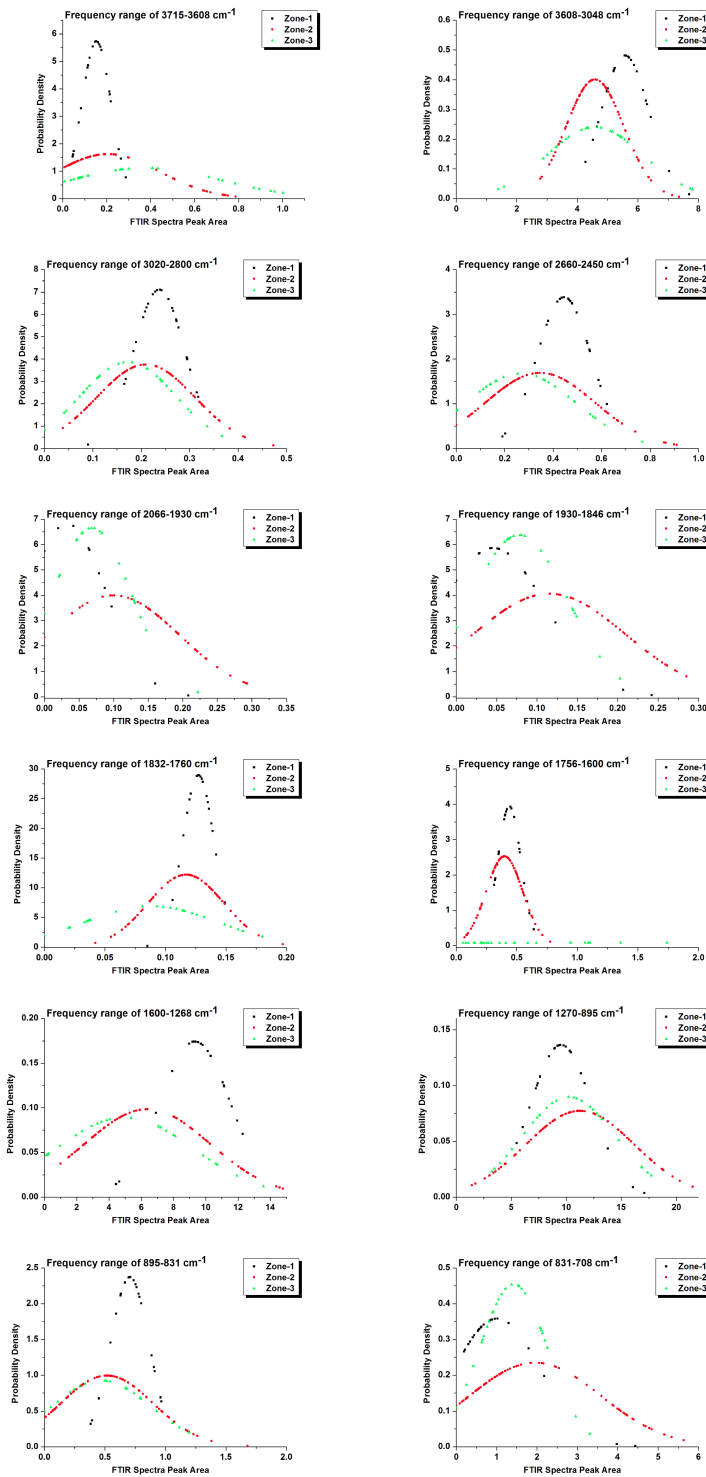 Frequency range of 3715-3608 cm-1
Zone-1
Zone-2
Zone-3
Probability Density
6
5
4
3
2
1
0
0.0 0.2 0.4 0.6 0.8 1.0
FTIR Spectra Peak Area
Frequency range of 3608-3048 cm-1
Zone-1
Zone-2
Zone-3
Probability Density
0.6
0.5
0.4
0.3
0.2
0.1
0.0
0 2 4 6 8
FTIR Spectra Peak Area
Frequency range of 3020-2800 cm-1
Zone-1
Zone-2
Zone-3
Probability Density
8
7
6
5
4
3
2
1
0
0.0 0.1 0.2 0.3 0.4 0.5
FTIR Spectra Peak Area
Frequency range of 2660-2450 cm-1
Zone-1
Zone-2
Zone-3
Probability Density
4
3
2
1
0
0.0 0.2 0.4 0.6 0.8 1.0
FTIR Spectra Peak Area
Frequency range of 2066-1930 cm-1
Zone-1
Zone-2
Zone-3
Probability Density
7
6
5
4
3
2
1
0
0.00 0.05 0.10 0.15 0.20 0.25 0.30 0.35
FTIR Spectra Peak Area
Frequency range of 1930-1846 cm-1
Zone-1
Zone-2
Zone-3
Probability Density
7
6
5
4
3
2
1
0
0.00 0.05 0.10 0.15 0.20 0.25 0.30
FTIR Spectra Peak Area
Frequency range of 1832-1760 cm-1
Zone-1
Zone-2
Zone-3
Probability Density
30
25
20
15
10
5
0
0.00 0.05 0.10 0.15 0.20
FTIR Spectra Peak Area
Frequency range of 1756-1600 cm-1
Zone-1
Zone-2
Zone-3
Probability Density
5
4
3
2
1
0
0.0 0.5 1.0 1.5 2.0
FTIR Spectra Peak Area
Frequency range of 1600-1268 cm-1
Zone-1
Zone-2
Zone-3
Probability Density
0.20
0.15
0.10
0.05
0.00
0 2 4 6 8 10 12 14
FTIR Spectra Peak Area
Frequency range of 1270-895 cm-1
Zone-1
Zone-2
Zone-3
Probability Density
0.15
0.10
0.05
0.00
0 5 10 15 20
FTIR Spectra Peak Area
Frequency range of 895-831 cm-1
Zone-1
Zone-2
Zone-3
Probability Density
2.5
2.0
1.5
1.0
0.5
0.0
0.0 0.5 1.0 1.5 2.0
FTIR Spectra Peak Area
Frequency range of 831-708 cm-1
Zone-1
Zone-2
Zone-3
Probability Density
0.5
0.4
0.3
0.2
0.1
0.0
0 1 2 3 4 5 6
FTIR Spectra Peak Area